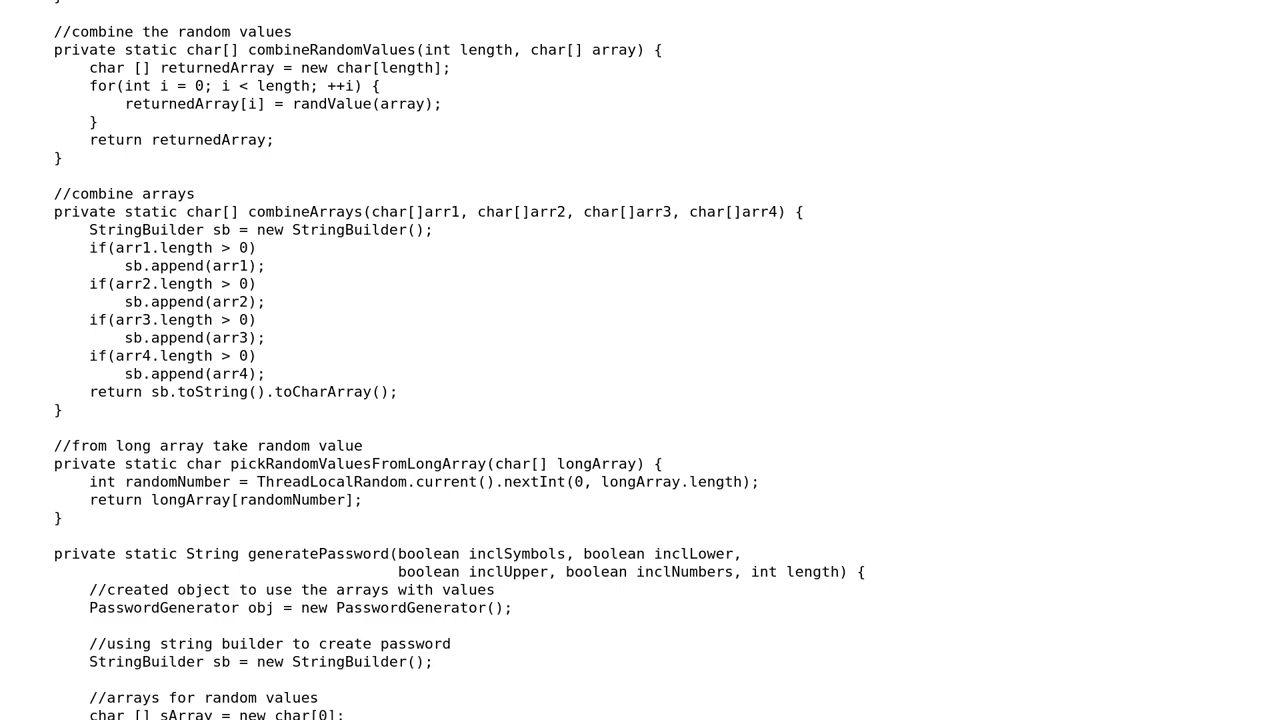 }
//combine the random values
private static char[] combineRandomValues(int length, char[] array) {
char [] returnedArray = new char[length];
for(int i = 0; i < length; ++i) {
returnedArray[i] = randValue(array);
}
return returnedArray;
}
//combine arrays
private static char[] combineArrays(char[]arr1, char[]arr2, char[]arr3, char[]arr4) {
StringBuilder sb = new StringBuilder();
if(arr1.length > 0)
sb.append(arr1);
if(arr2.length > 0)
sb.append(arr2);
if(arr3.length > 0)
sb.append(arr3);
if(arr4.length > 0)
sb.append(arr4);
return sb.toString().toCharArray();
}
//from long array take random value
private static char pickRandomValuesFromLongArray(char[] longArray) {
int randomNumber = ThreadLocalRandom.current().nextInt(0, longArray.length);
return longArray[randomNumber];
}
private static String generatePassword(boolean inclSymbols, boolean inclLower,
boolean inclUpper, boolean inclNumbers, int length) {
//created object to use the arrays with values
PasswordGenerator obj = new PasswordGenerator();
//using string builder to create password
StringBuilder sb = new StringBuilder();
//arrays for random values
char [] sArray = new char[0];